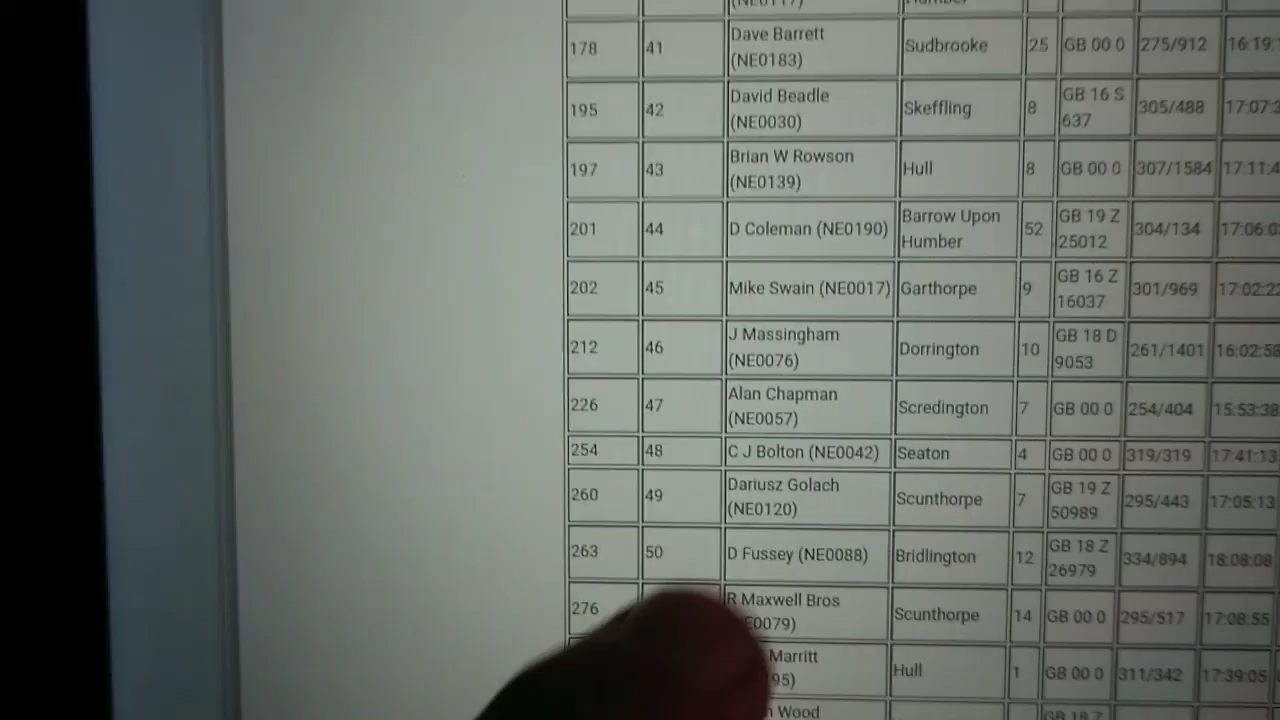 178 41 Dave Barrett (NE0183) Sudbrooke 25 GB 00 0 275/912 16:19:
195 42 David Beadle (NE0030) Skeffling 8 GB 16 S 637 305/488 17:07:
197 43 Brian W Rowson (NE0139) Hull 8 GB 00 0 307/1584 17:11:4
201 44 D Coleman (NE0190) Barrow Upon Humber 52 GB 19 Z 25012 304/134 17:06:0
202 45 Mike Swain (NE0017) Garthorpe 9 GB 16 Z 16037 301/969 17:02:22
212 46 J Massingham (NE0076) Dorrington 10 GB 18 D 9053 261/1401 16:02:58
226 47 Alan Chapman (NE0057) Scredington 7 GB 00 0 254/404 15:53:38
254 48 C J Bolton (NE0042) Seaton 4 GB 00 0 319/319 17:41:13
260 49 Dariusz Golach (NE0120) Scunthorpe 7 GB 19 Z 50989 295/443 17:05:13
263 50 D Fussey (NE0088) Bridlington 12 GB 18 Z 26979 334/894 18:08:08
276 R Maxwell Bros E0079) Scunthorpe 14 GB 00 0 295/517 17:08:55
Marritt 95) Hull 1 GB 00 0 311/342 17:39:05
Wood